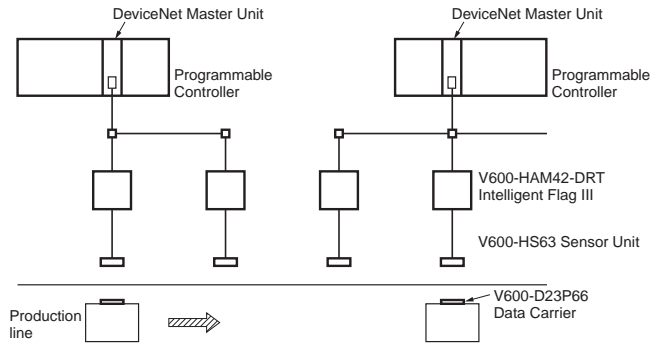 DeviceNet Master Unit
DeviceNet Master Unit
Programmable
Controller
Programmable
Controller
V600-HAM42-DRT
Intelligent Flag III
V600-HS63 Sensor Unit
V600-D23P66
Data Carrier
Production
line